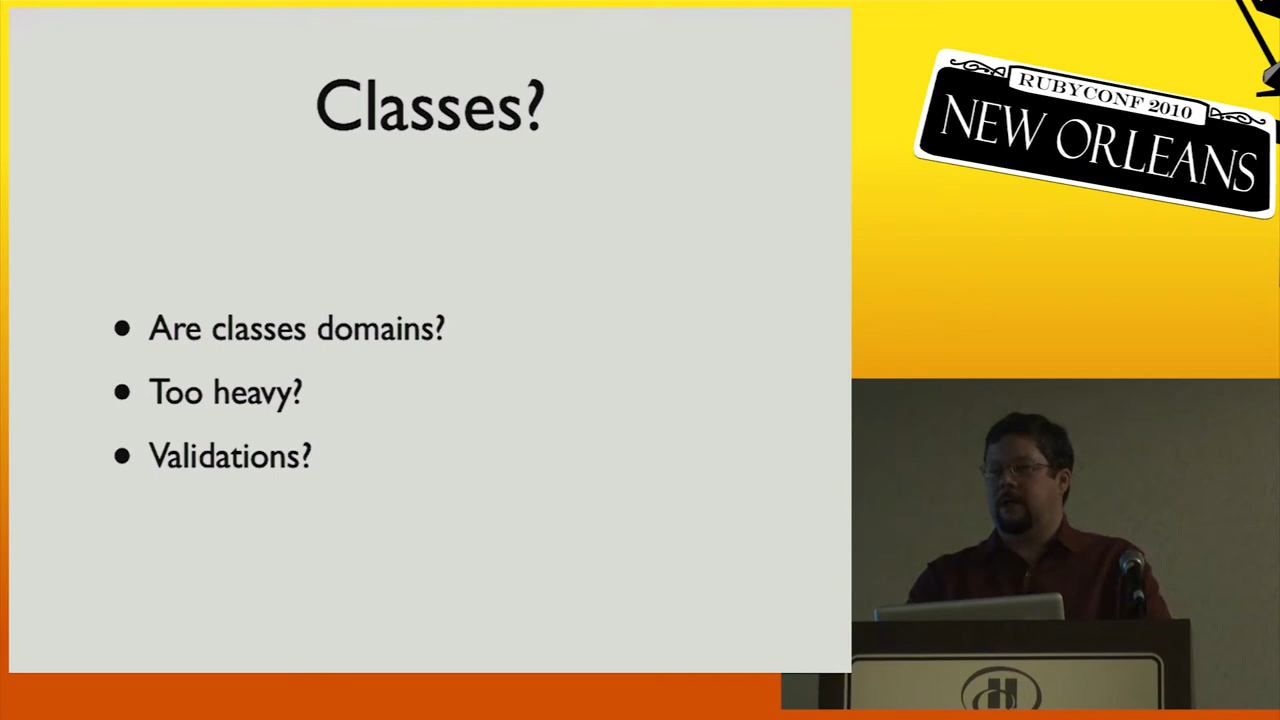 Classes?
• Are classes domains?
• Too heavy?
• Validations?
RUBYCONF 2010
NEW ORLEANS